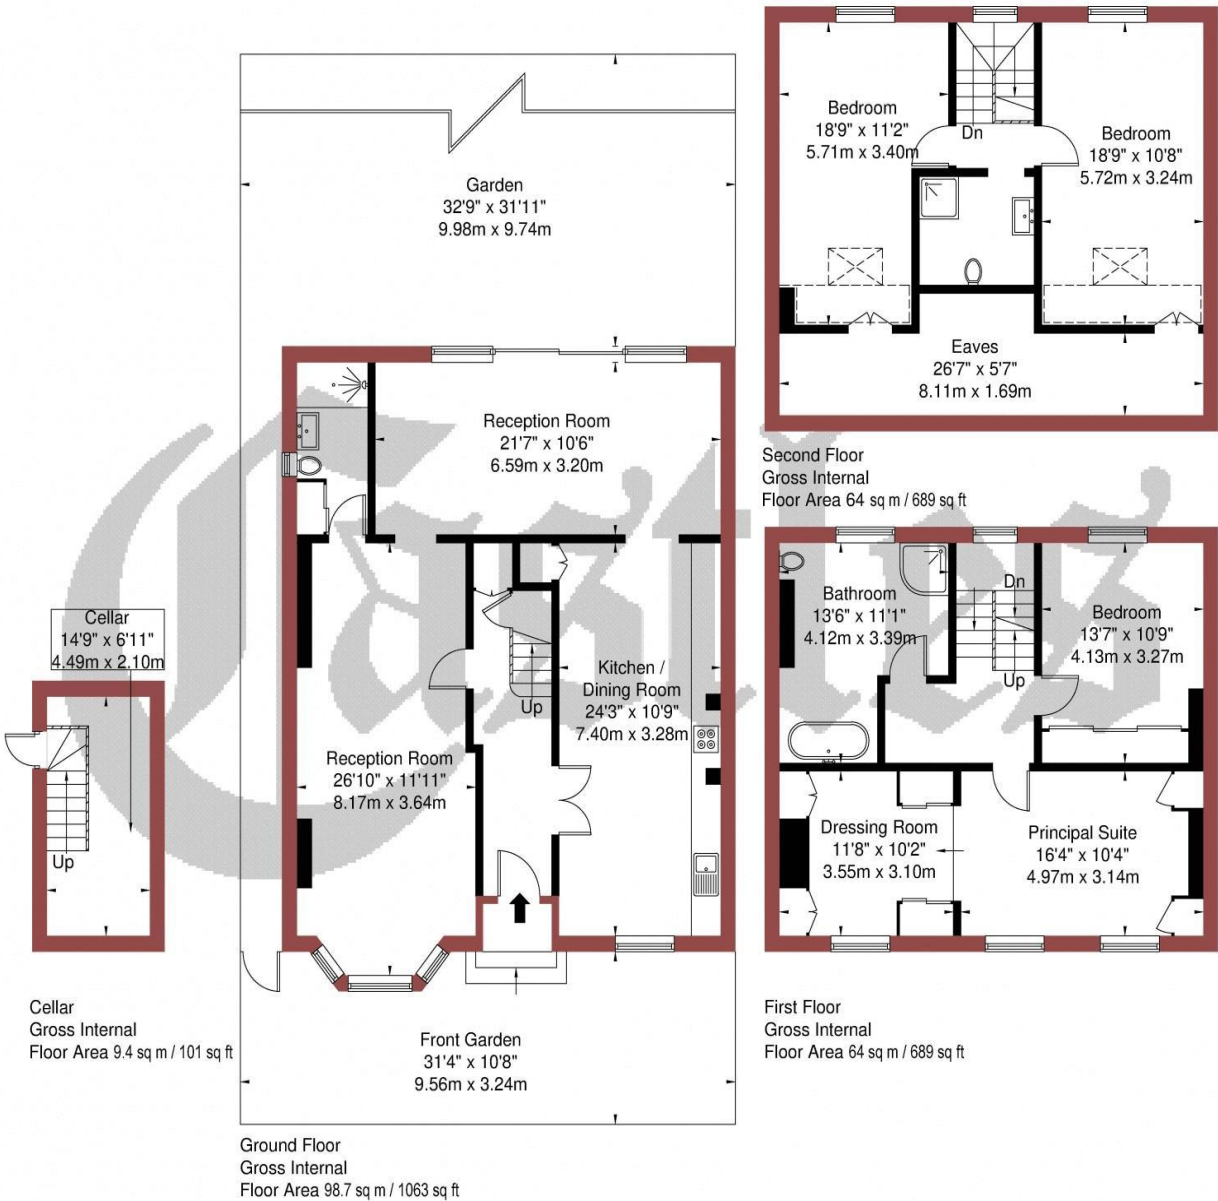 Garden
32'9" x 31'11"
9.98m x 9.74m
Reception Room
21'7" x 10'6"
6.59m x 3.20m
Cellar
14'9" x 6'11"
4.49m x 2.10m
Up
Kitchen /
Dining Room
24'3" x 10'9"
7.40m x 3.28m
Up
Reception Room
26'10" x 11'11"
8.17m x 3.64m
Cellar
Gross Internal
Floor Area 9.4 sq m / 101 sq ft
Front Garden
31'4" x 10'8"
9.56m x 3.24m
Ground Floor
Gross Internal
Floor Area 98.7 sq m / 1063 sq ft
Bedroom
18'9" x 11'2"
5.71m x 3.40m
Dn
Bedroom
18'9" x 10'8"
5.72m x 3.24m
Eaves
26'7" x 5'7"
8.11m x 1.69m
Second Floor
Gross Internal
Floor Area 64 sq m / 689 sq ft
Bathroom
13'6" x 11'1"
4.12m x 3.39m
Dn
Up
Bedroom
13'7" x 10'9"
4.13m x 3.27m
Dressing Room
11'8" x 10'2"
3.55m x 3.10m
Principal Suite
16'4" x 10'4"
4.97m x 3.14m
First Floor
Gross Internal
Floor Area 64 sq m / 689 sq ft
Castles